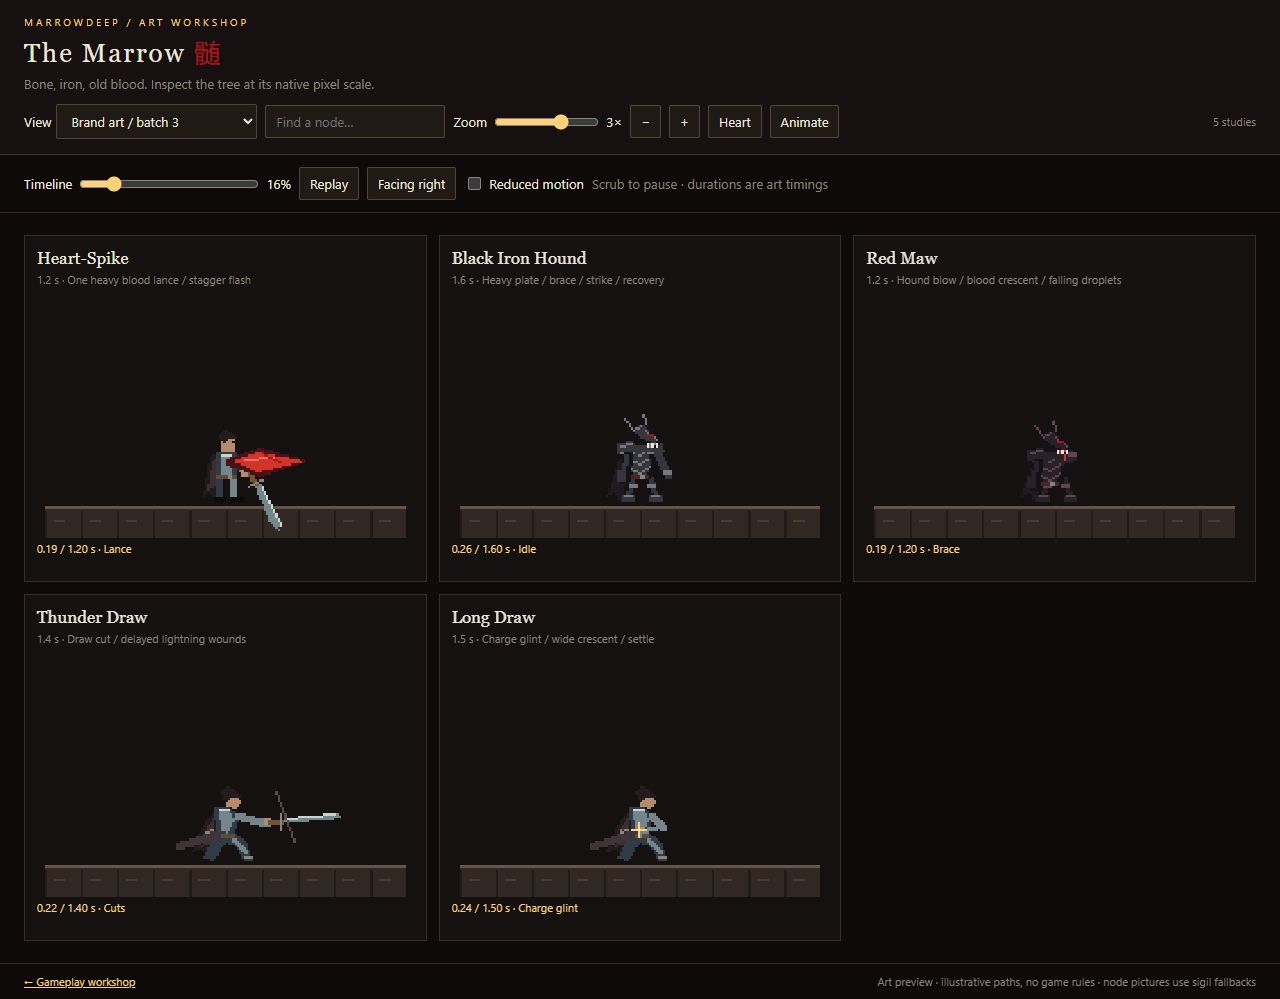 MARROWDEEP / ART WORKSHOP
The Marrow 髄
Bone, iron, old blood. Inspect the tree at its native pixel scale.
View Brand art / batch 3 Find a node... Zoom 3× − + Heart Animate 5 studies
Timeline 16% Replay Facing right Reduced motion Scrub to pause · durations are art timings
Heart-Spike
1.2 s · One heavy blood lance / stagger flash
0.19 / 1.20 s · Lance
Black Iron Hound
1.6 s · Heavy plate / brace / strike / recovery
0.26 / 1.60 s · Idle
Red Maw
1.2 s · Hound blow / blood crescent / falling droplets
0.19 / 1.20 s · Brace
Thunder Draw
1.4 s · Draw cut / delayed lightning wounds
0.22 / 1.40 s · Cuts
Long Draw
1.5 s · Charge glint / wide crescent / settle
0.24 / 1.50 s · Charge glint
← Gameplay workshop
Art preview · illustrative paths, no game rules · node pictures use sigil fallbacks